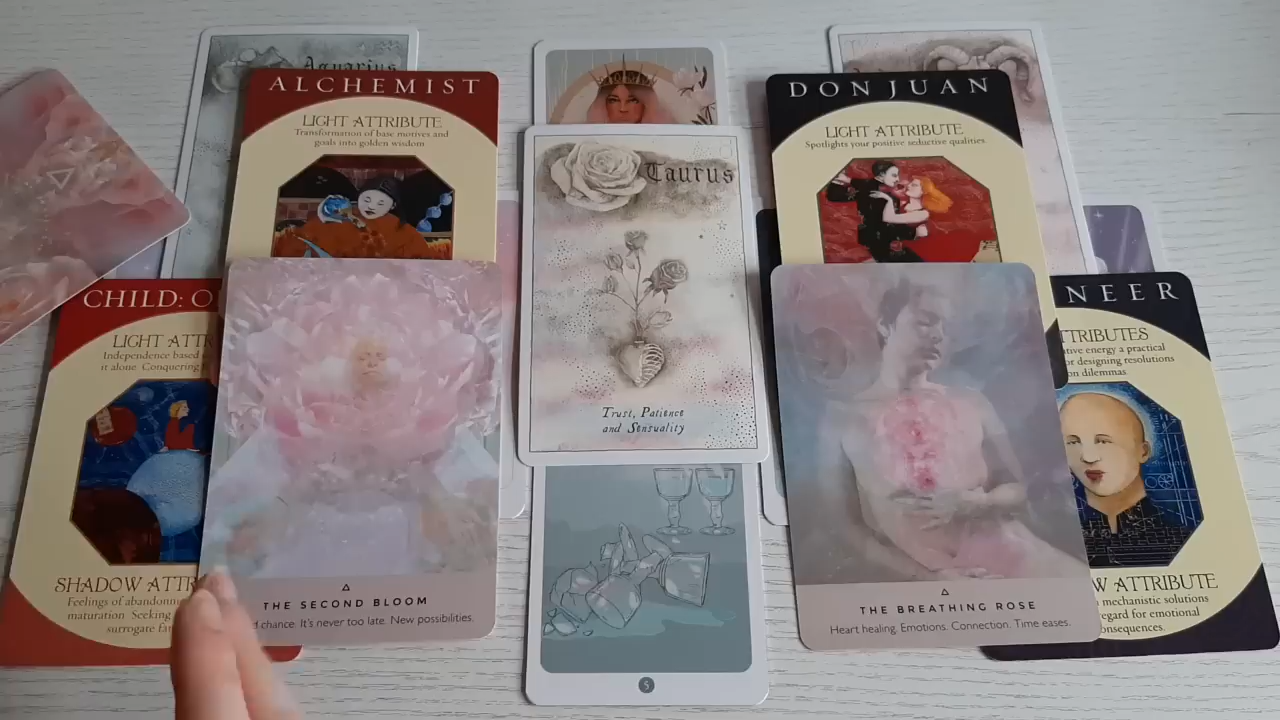 Aquarius
ALCHEMIST
LIGHT ATTRIBUTE
Transformation of base motives and
goals into golden wisdom
Taurus
Trust, Patience
and Sensuality
DON JUAN
LIGHT ATTRIBUTE
Spotlights your positive seductive qualities.
CHILD: O
LIGHT ATTR
Independence based
it alone Conquering
SHADOW ATTR
Feelings of abandonm
maturation Seeking
surrogate fa
THE SECOND BLOOM
d chance. It's never too late. New possibilities.
5
THE BREATHING ROSE
Heart healing. Emotions. Connection. Time eases.
NEER
TTRIBUTES
ative energy a practical
or designing resolutions
on dilemmas
W ATTRIBUTE
mechanistic solutions
regard for emotional
onsequences.